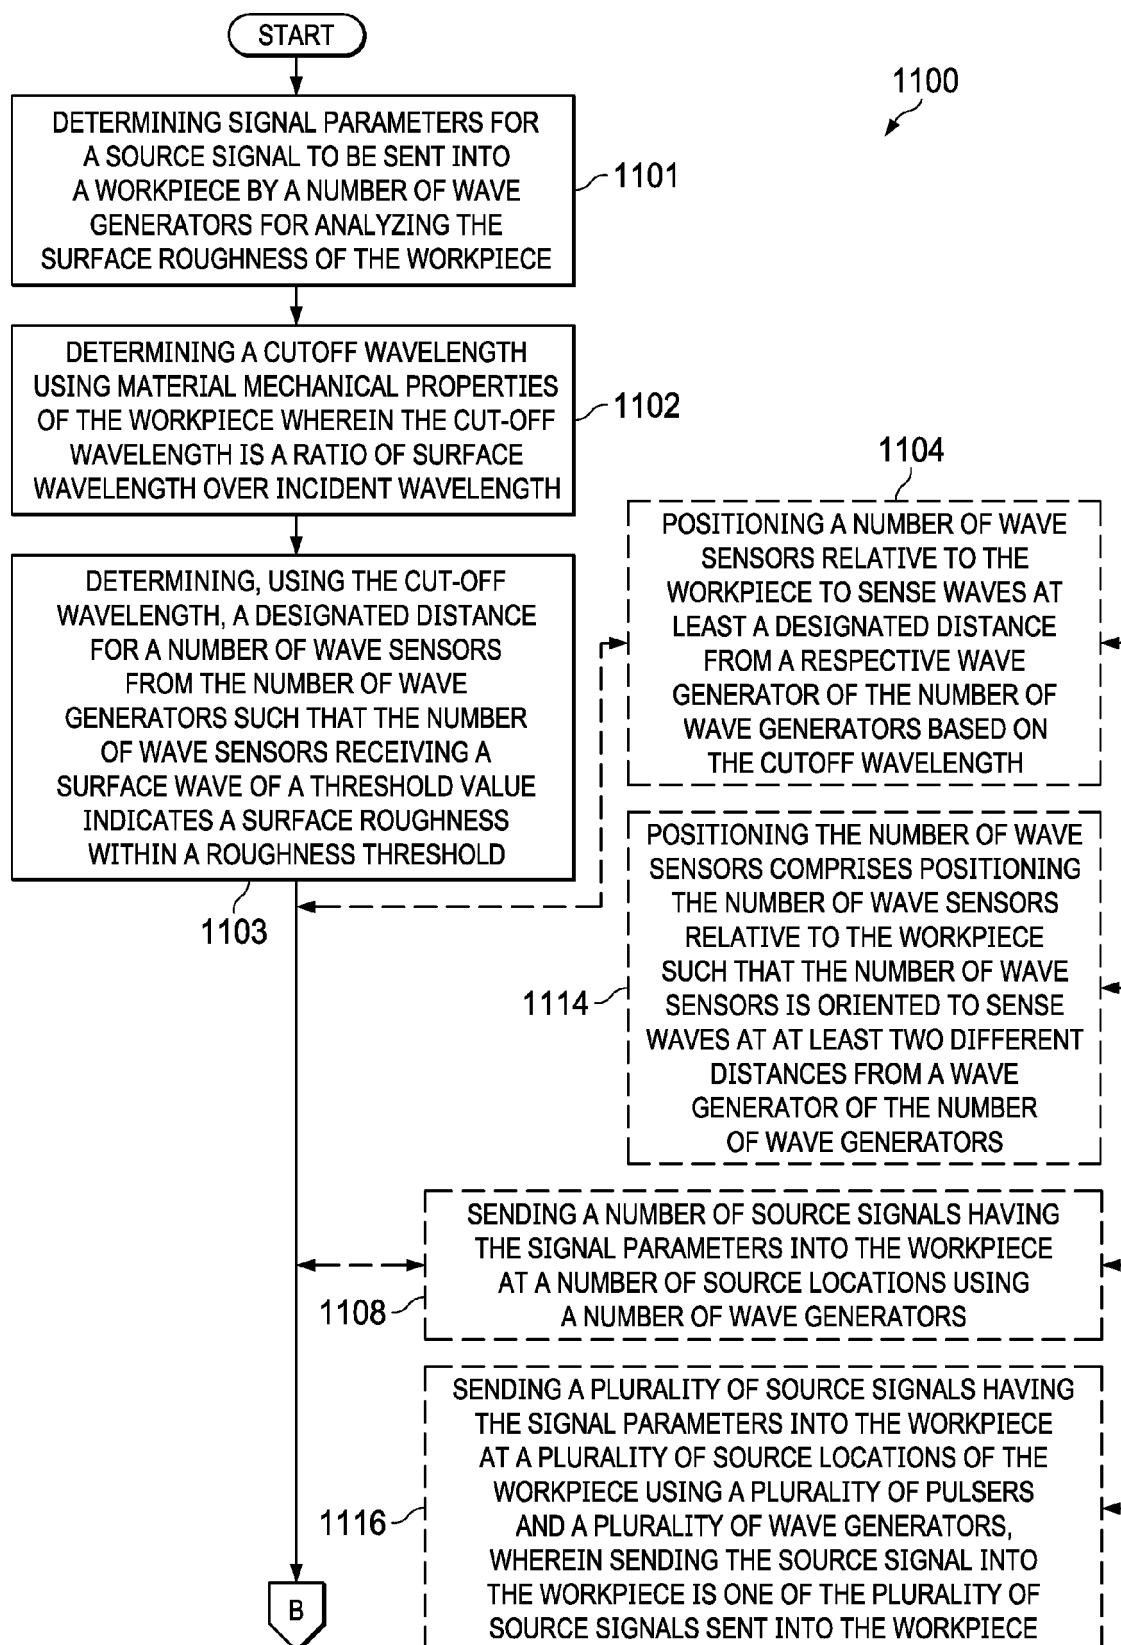 START
1100
DETERMINING SIGNAL PARAMETERS FOR
A SOURCE SIGNAL TO BE SENT INTO
A WORKPIECE BY A NUMBER OF WAVE
GENERATORS FOR ANALYZING THE
SURFACE ROUGHNESS OF THE WORKPIECE
1101
DETERMINING A CUTOFF WAVELENGTH
USING MATERIAL MECHANICAL PROPERTIES
OF THE WORKPIECE WHEREIN THE CUT-OFF
WAVELENGTH IS A RATIO OF SURFACE
WAVELENGTH OVER INCIDENT WAVELENGTH
1102
DETERMINING, USING THE CUT-OFF
WAVELENGTH, A DESIGNATED DISTANCE
FOR A NUMBER OF WAVE SENSORS
FROM THE NUMBER OF WAVE
GENERATORS SUCH THAT THE NUMBER
OF WAVE SENSORS RECEIVING A
SURFACE WAVE OF A THRESHOLD VALUE
INDICATES A SURFACE ROUGHNESS
WITHIN A ROUGHNESS THRESHOLD
1103
1104
POSITIONING A NUMBER OF WAVE
SENSORS RELATIVE TO THE
WORKPIECE TO SENSE WAVES AT
LEAST A DESIGNATED DISTANCE
FROM A RESPECTIVE WAVE
GENERATOR OF THE NUMBER OF
WAVE GENERATORS BASED ON
THE CUTOFF WAVELENGTH
POSITIONING THE NUMBER OF WAVE
SENSORS COMPRISES POSITIONING
THE NUMBER OF WAVE SENSORS
RELATIVE TO THE WORKPIECE
SUCH THAT THE NUMBER OF WAVE
SENSORS IS ORIENTED TO SENSE
WAVES AT AT LEAST TWO DIFFERENT
DISTANCES FROM A WAVE
GENERATOR OF THE NUMBER
OF WAVE GENERATORS
1114
SENDING A NUMBER OF SOURCE SIGNALS HAVING
THE SIGNAL PARAMETERS INTO THE WORKPIECE
AT A NUMBER OF SOURCE LOCATIONS USING
A NUMBER OF WAVE GENERATORS
1108
SENDING A PLURALITY OF SOURCE SIGNALS HAVING
THE SIGNAL PARAMETERS INTO THE WORKPIECE
AT A PLURALITY OF SOURCE LOCATIONS OF THE
WORKPIECE USING A PLURALITY OF PULSERS
AND A PLURALITY OF WAVE GENERATORS,
WHEREIN SENDING THE SOURCE SIGNAL INTO
THE WORKPIECE IS ONE OF THE PLURALITY OF
SOURCE SIGNALS SENT INTO THE WORKPIECE
1116
B